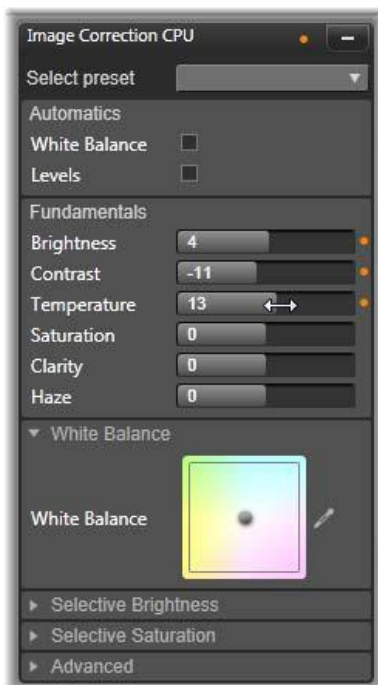 Image Correction CPU
Select preset
Automatics
White Balance
Levels
Fundamentals
Brightness 4
Contrast -11
Temperature 13
Saturation 0
Clarity 0
Haze 0
White Balance
White Balance
Selective Brightness
Selective Saturation
Advanced